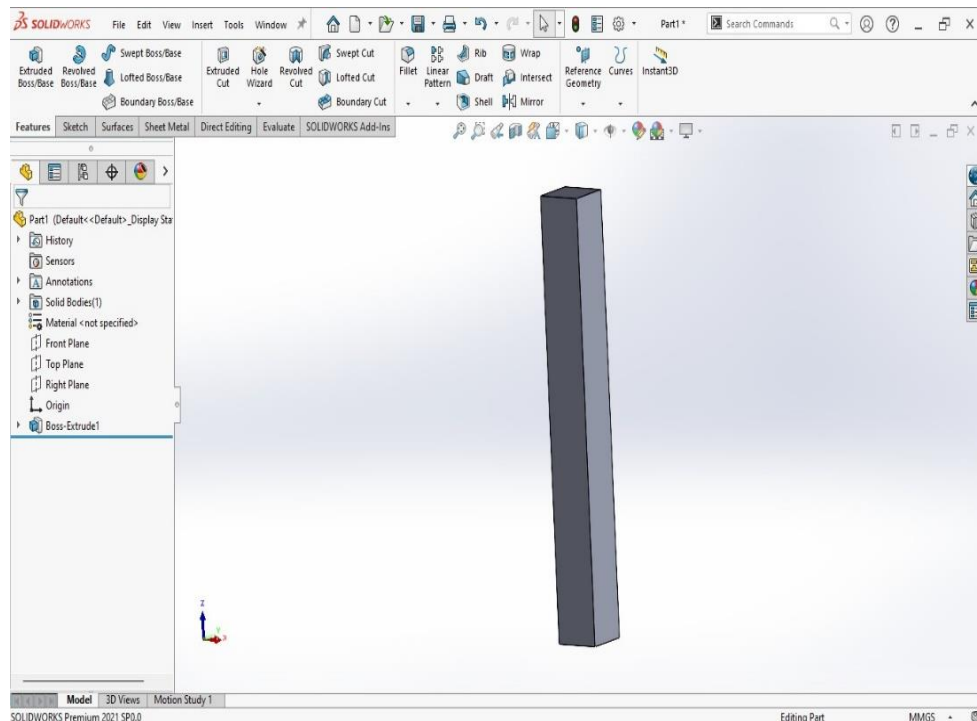 SOLIDWORKS File Edit View Insert Tools Window Part1 * Search Commands
Extruded Boss/Base
Revolved Boss/Base
Swept Boss/Base
Lofted Boss/Base
Boundary Boss/Base
Extruded Cut
Hole Wizard
Revolved Cut
Swept Cut
Lofted Cut
Boundary Cut
Fillet
Linear Pattern
Rib
Draft
Shell
Wrap
Intersect
Mirror
Reference Geometry
Curves
Instant3D
Features Sketch Surfaces Sheet Metal Direct Editing Evaluate SOLIDWORKS Add-Ins
Part1 (Default<<Default>_Display Sta
History
Sensors
Annotations
Solid Bodies(1)
Material <not specified>
Front Plane
Top Plane
Right Plane
Origin
Boss-Extrude1
Z
X
Model 3D Views Motion Study 1
SOLIDWORKS Premium 2021 SP0.0 Editing Part MMGS